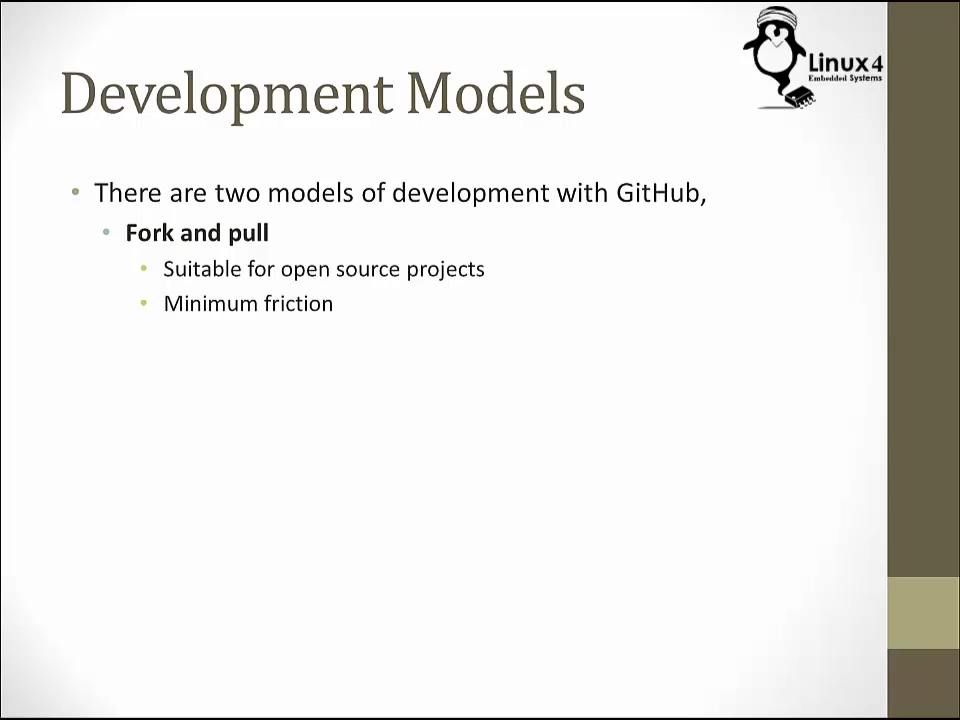 Linux 4
Embedded Systems
Development Models
• There are two models of development with GitHub,
• Fork and pull
• Suitable for open source projects
• Minimum friction